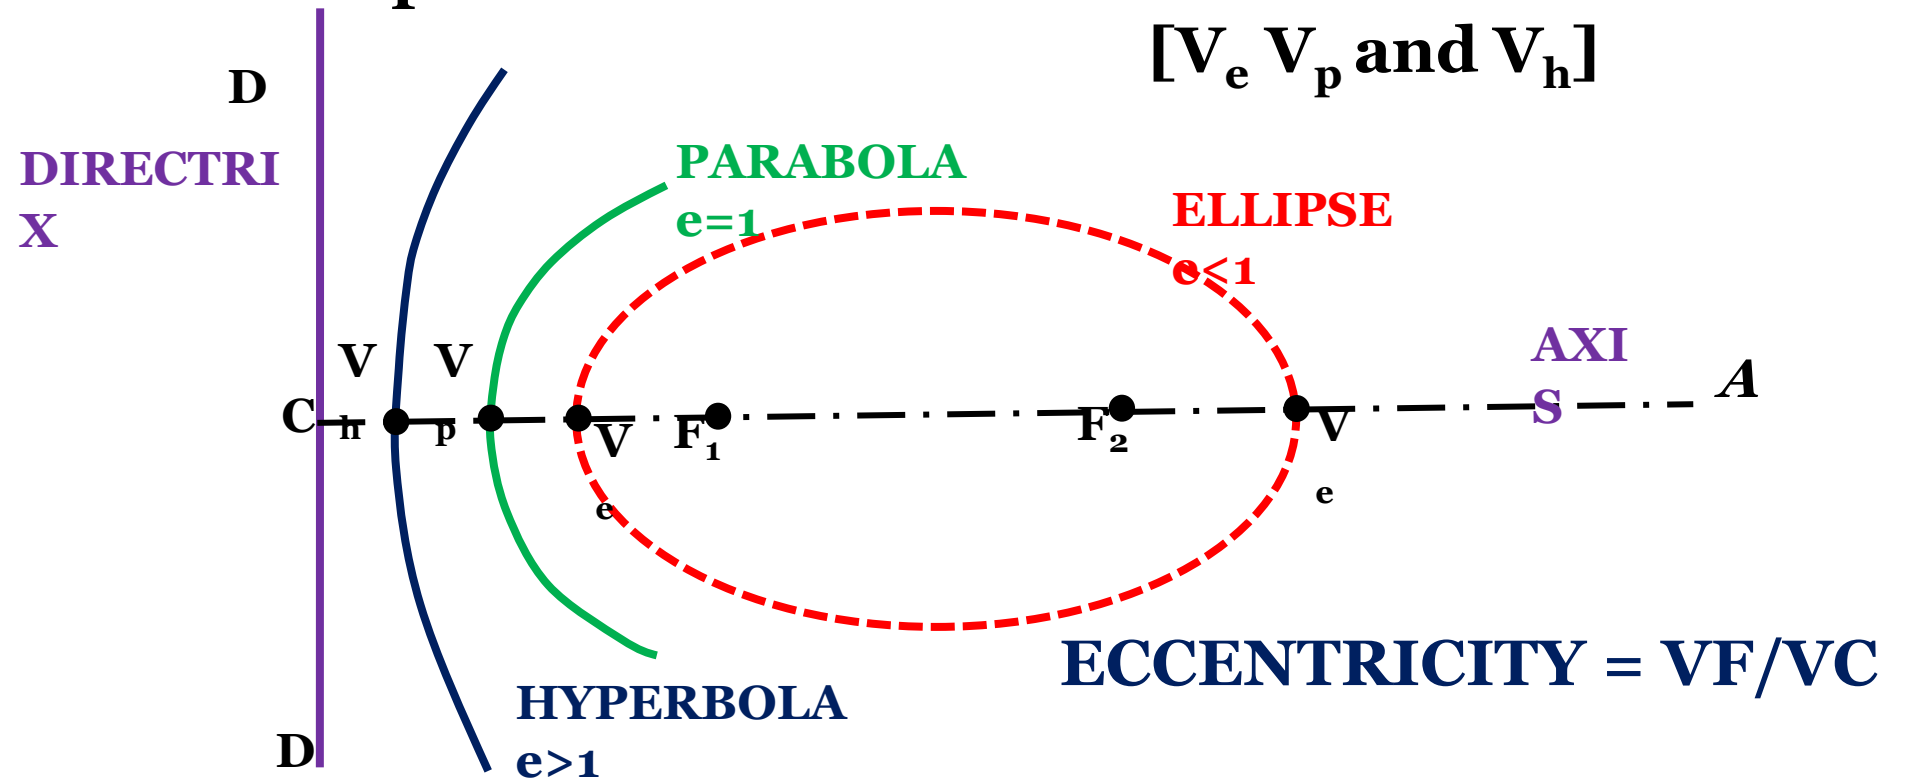 [Vₑ Vₚ and Vₕ]
D
DIRECTRI
X
PARABOLA
e=1
ELLIPSE
e<1
V
h
V
p
AXI
S
A
C
V
e
F₁
F₂
V
e
ECCENTRICITY = VF/VC
HYPERBOLA
e>1
D